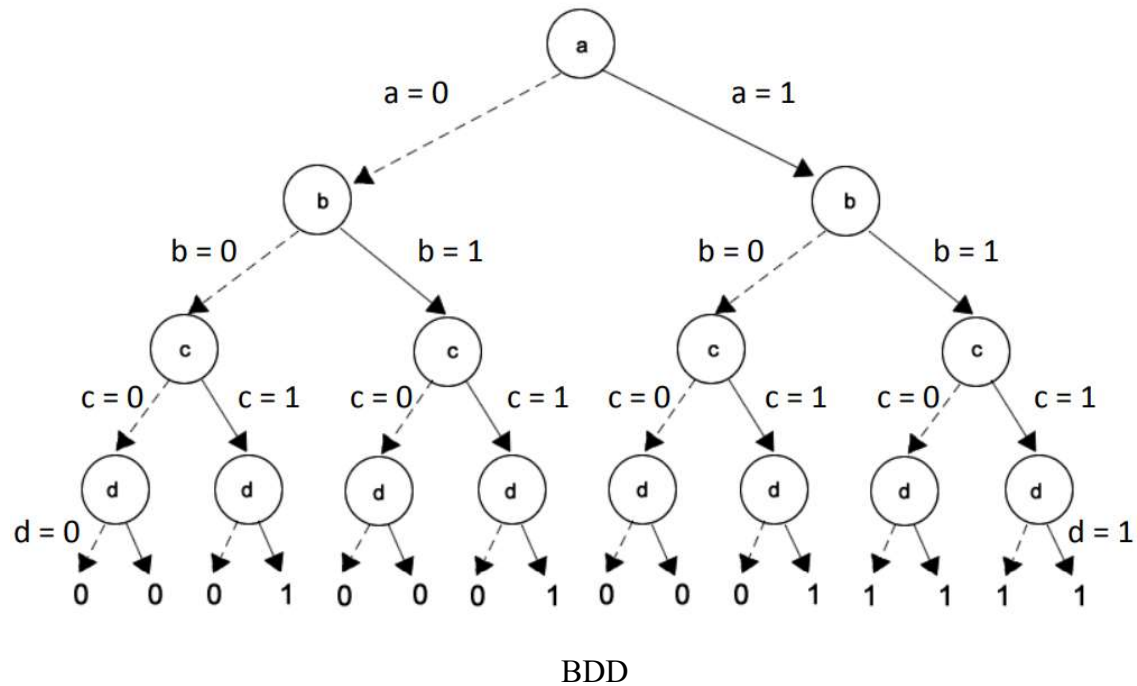 a
a = 0 a = 1
b b
b = 0 b = 1 b = 0 b = 1
c c c c
c = 0 c = 1 c = 0 c = 1 c = 0 c = 1 c = 0 c = 1
d d d d d d d d
d = 0 d = 1
0 0 0 1 0 0 0 1 0 0 0 1 1 1 1 1
BDD